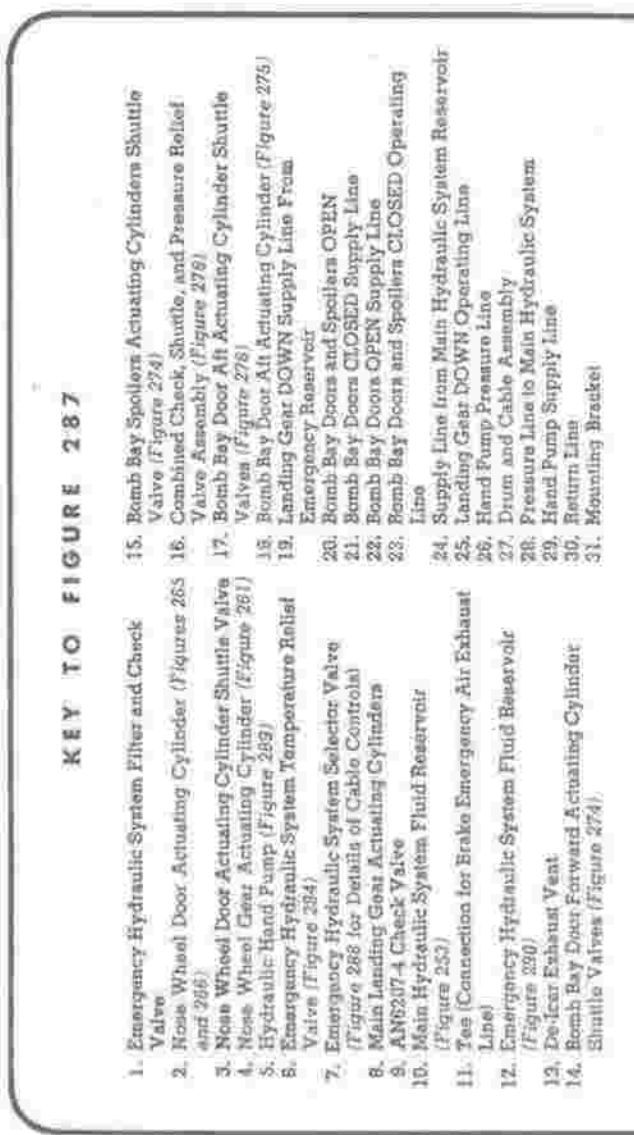 KEY TO FIGURE 287
1. Emergency Hydraulic System Filter and Check
Valve
2. Nose Wheel Door Actuating Cylinder (Figures 265
and 266)
3. Nose Wheel Door Actuating Cylinder Shuttle Valve
4. Nose Wheel Gear Actuating Cylinder (Figure 261)
5. Hydraulic Hand Pump (Figure 289)
6. Emergency Hydraulic System Temperature Relief
Valve (Figure 294)
7. Emergency Hydraulic System Selector Valve
(Figure 288 for Details of Cable Controls)
8. Main Landing Gear Actuating Cylinders
9. AN6207-4 Check Valve
10. Main Hydraulic System Fluid Reservoir
(Figure 253)
11. Tee (Connection for Brake Emergency Air Exhaust
Line)
12. Emergency Hydraulic System Fluid Reservoir
(Figure 290)
13. De-Icer Exhaust Vent
14. Bomb Bay Door Forward Actuating Cylinder
Shuttle Valves (Figure 274)
15. Bomb Bay Spoilers Actuating Cylinders Shuttle
Valve (Figure 274)
16. Combined Check, Shuttle, and Pressure Relief
Valve Assembly (Figure 276)
17. Bomb Bay Door Aft Actuating Cylinder Shuttle
Valves (Figure 276)
18. Bomb Bay Door Aft Actuating Cylinder (Figure 275)
19. Landing Gear DOWN Supply Line From
Emergency Reservoir
20. Bomb Bay Doors and Spoilers OPEN
21. Bomb Bay Doors CLOSED Supply Line
22. Bomb Bay Doors OPEN Supply Line
23. Bomb Bay Doors and Spoilers CLOSED Operating
Line
24. Supply Line from Main Hydraulic System Reservoir
25. Landing Gear DOWN Operating Line
26. Hand Pump Pressure Line
27. Drum and Cable Assembly
28. Pressure Line to Main Hydraulic System
29. Hand Pump Supply Line
30. Return Line
31. Mounting Bracket